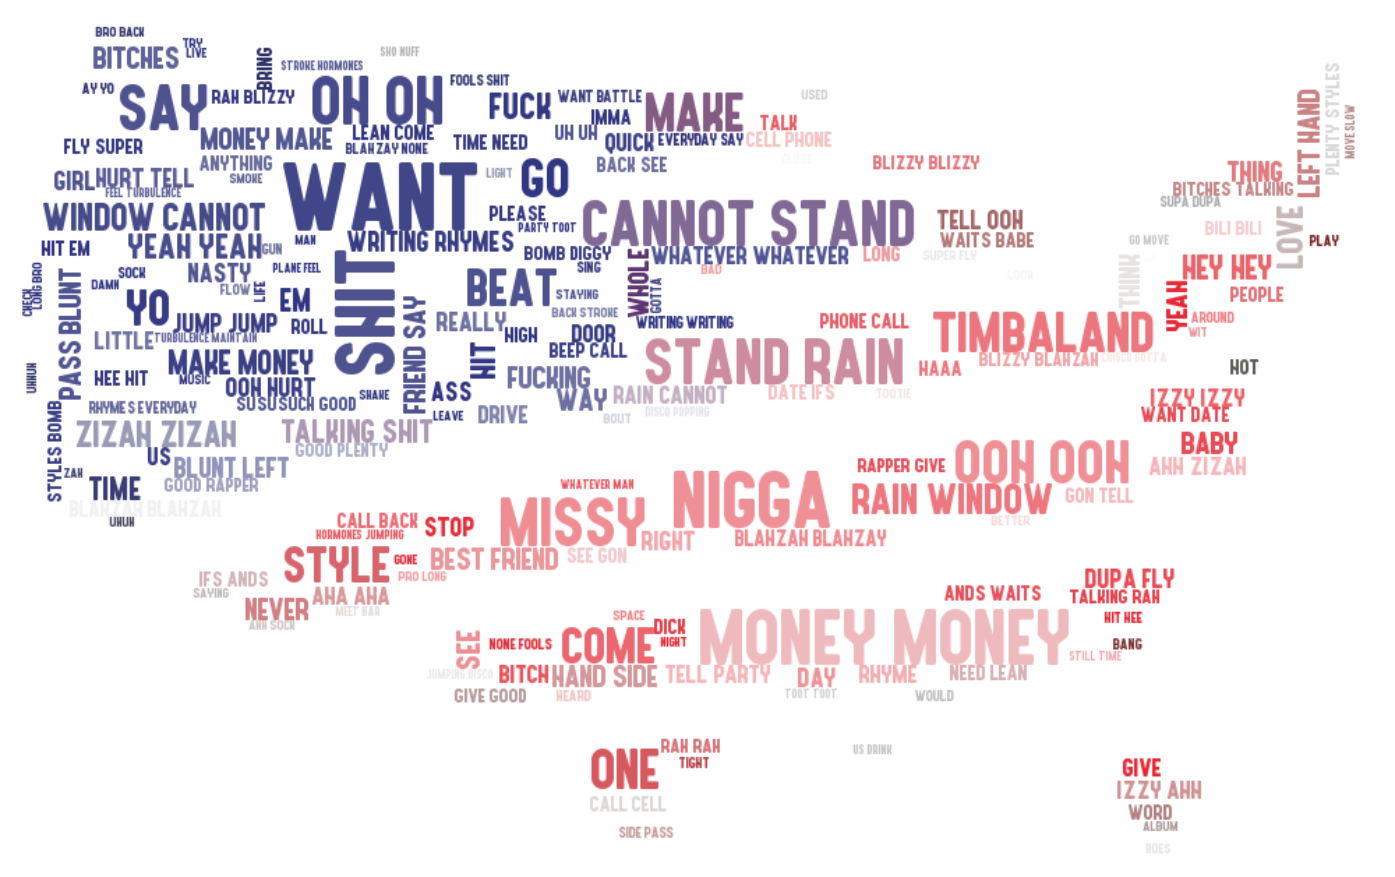 BRO BACK
TRY
LIVE
BITCHES
BRING
SHO NUFF
STROKE HORMONES
AY YO
SAY
RAH BLIZZY
OH OH
FOOLS SHIT
FUCK
WANT BATTLE
IMMA
MAKE
USED
TALK
CELL PHONE
FLY SUPER
MONEY MAKE
LEAN COME
BLAHZAY NONE
TIME NEED
UH UH
QUICK
EVERYDAY SAY
BACK SEE
BLIZZY BLIZZY
LEFT HAND
PLENTY STYLES
MOVE SLOW
ANYTHING
SMOKE
GIRL
HURT TELL
FEEL TURBULENCE
WANT
LIGHT
GO
THING
BITCHES TALKING
SUPA DUPA
WINDOW CANNOT
PLEASE
PARTY TOOT
CANNOT STAND
TELL OOH
WAITS BABE
BILI BILI
LOVE
PLAY
GO MOVE
HIT EM
YEAH YEAH
GUN
MAN
WRITING RHYMES
BOMB DIGGY
SING
WHOLE
GOTTA
WHATEVER WHATEVER
BAD
LONG
SUPER FLY
LOOK
THINK
HEY HEY
PEOPLE
CHECK
LONG BRO
PASS BLUNT
DAMN
SOCK
NASTY
FLOW
LIFE
PLANE FEEL
EM
SHIT
BEAT
STAYING
BACK STROKE
YEAH
AROUND
WIT
YO
JUMP JUMP
ROLL
FRIEND SAY
REALLY
HIGH
DOOR
WRITING WRITING
PHONE CALL
TIMBALAND
LITTLE
TURBULENCE MAINTAIN
HIT
BEEP CALL
STAND RAIN
HAAA
BLIZZY BLAHZAH
CRISCO GOTTA
HOT
UHHUH
HEE HIT
MAKE MONEY
MUSIC
OOH HURT
SHAKE
ASS
FUCKING
WAY
RAIN CANNOT
DATE IFS
TOOTIE
IZZY IZZY
WANT DATE
STYLES BOMB
RHYMES EVERYDAY
SUSUSUCH GOOD
LEAVE
DRIVE
BOUT
DISCO POPPING
BABY
AHH ZIZAH
ZIZAH ZIZAH
TALKING SHIT
GOOD PLENTY
US
BLUNT LEFT
GOOD RAPPER
ZAH
TIME
BLAHZAH BLAHZAH
UHUH
WHATEVER MAN
NIGGA
RAPPER GIVE
OOH OOH
RAIN WINDOW
GON TELL
BETTER
CALL BACK
HORMONES JUMPING
STOP
MISSY
RIGHT
BLAHZAH BLAHZAY
STYLE
GONE
BEST FRIEND
SEE GON
PRO LONG
IFS ANDS
SAYING
NEVER
AHH SOCK
AHA AHA
MEET BAR
ANDS WAITS
DUPA FLY
TALKING RAH
HIT HEE
BANG
SPACE
SEE
NONE FOOLS
COME
DICK
NIGHT
MONEY MONEY
STILL TIME
JUMPING DISCO
BITCH
HAND SIDE
TELL PARTY
DAY
RHYME
NEED LEAN
GIVE GOOD
HEARD
TOOT TOOT
WOULD
ONE
RAH RAH
TIGHT
US DRINK
CALL CELL
SIDE PASS
GIVE
IZZY AHH
WORD
ALBUM
HOES